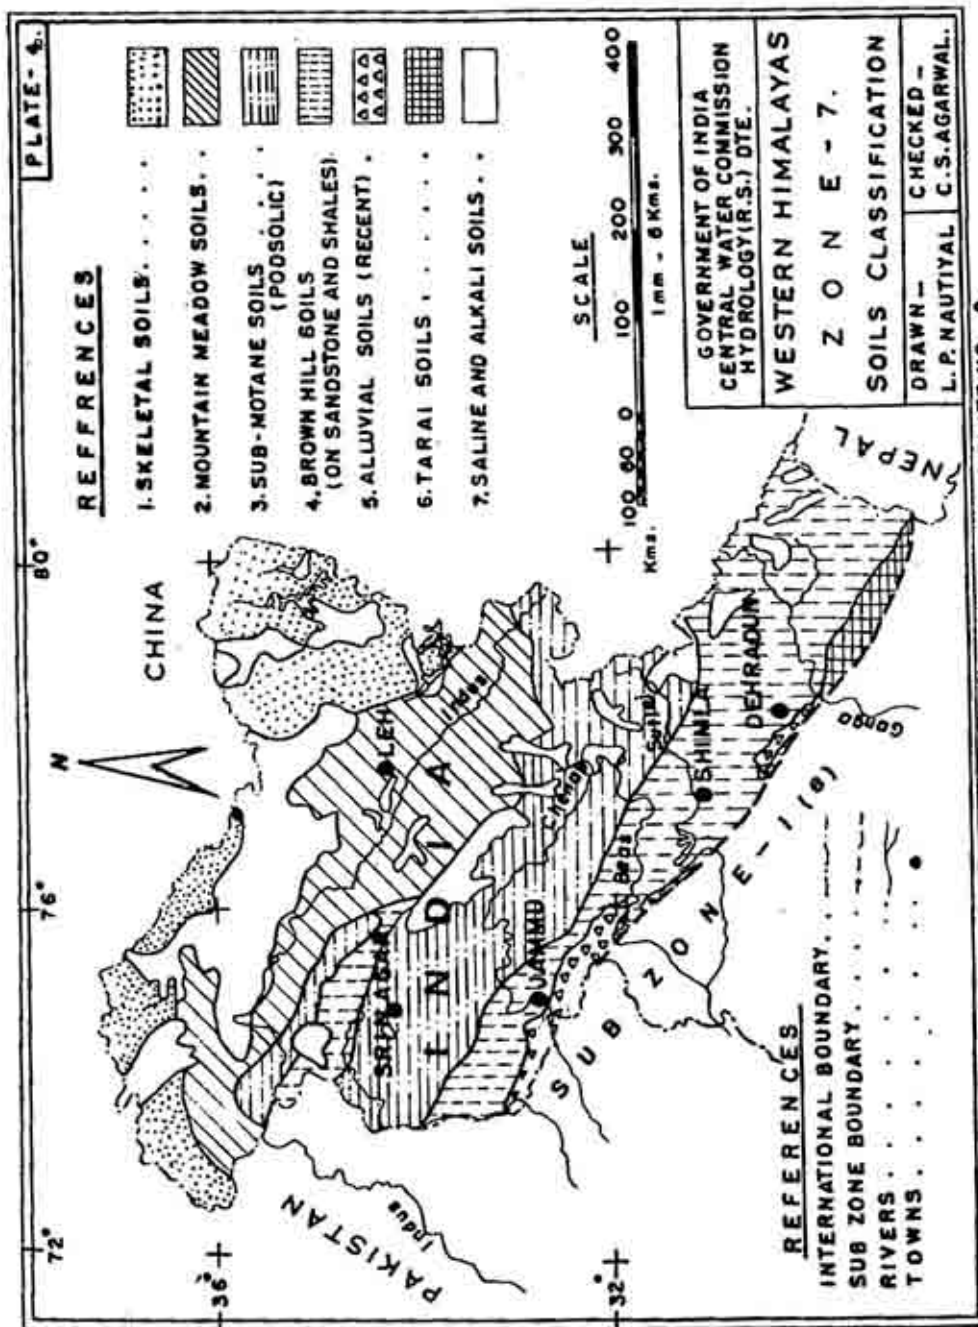 PLATE - 4.
REFFRENCES
1. SKELETAL SOILS . . . . .
2. MOUNTAIN MEADOW SOILS . .
3. SUB-MOTANE SOILS . . . .
(PODSOLIC)
4. BROWN HILL SOILS
(ON SANDSTONE AND SHALES)
5. ALLUVIAL SOILS (RECENT) .
6. TARAI SOILS . . . . . .
7. SALINE AND ALKALI SOILS . .
SCALE
100 60 0 100 200 300 400
Kms.
1 mm - 6 Kms.
GOVERNMENT OF INDIA
CENTRAL WATER COMMISSION
HYDROLOGY (R.S.) DTE.
WESTERN HIMALAYAS
ZONE - 7.
SOILS CLASSIFICATION
DRAWN -
L.P. NAUTIYAL
CHECKED -
C.S. AGARWAL.
72°
76°
80°
36°
32°
N
CHINA
PAKISTAN
NEPAL
INDIA
Indus
Indus
LEH
SRINAGAR
JAMMU
Chenab
Beas
Sutlej
SHIMLA
DEHRADUN
Ganga
SUB ZONE - 1(e)
REFERENCES
INTERNATIONAL BOUNDARY . .
SUB ZONE BOUNDARY . . . .
RIVERS . . . . . . .
TOWNS . . . . . . .